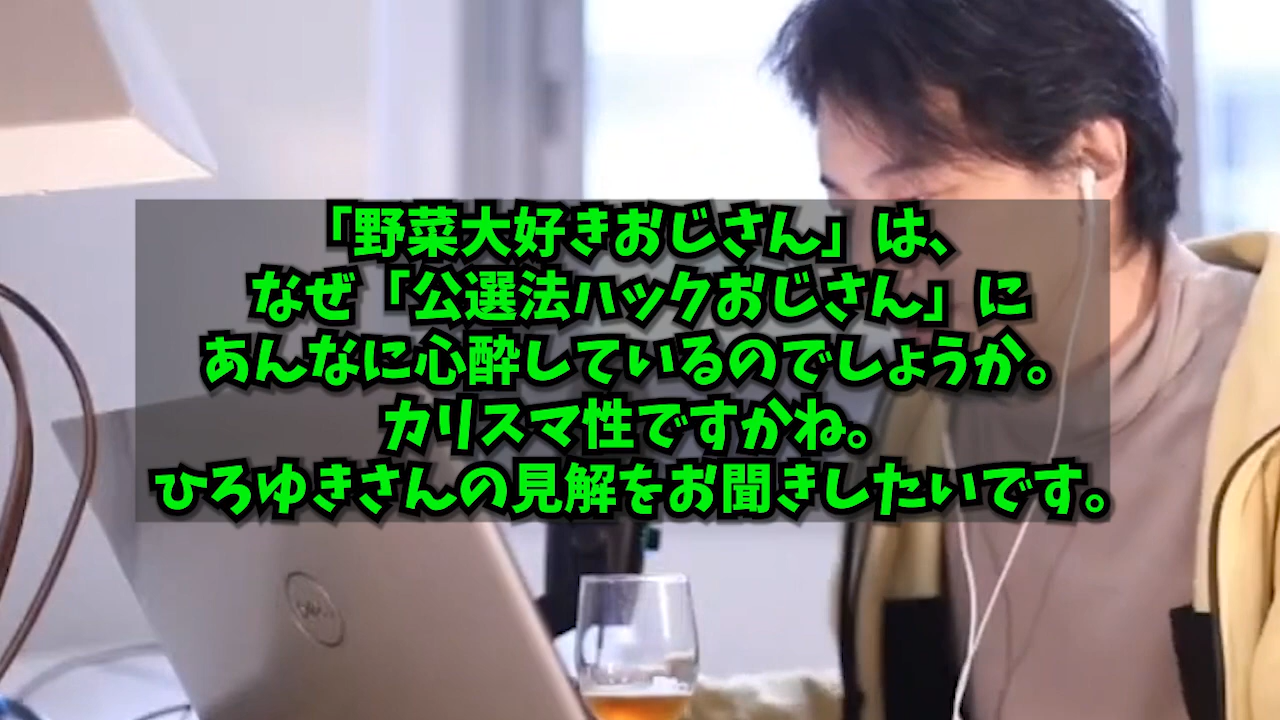 「野菜大好きおじさん」は、
なぜ「公選法ハックおじさん」に
あんなに心酔しているのでしょうか。
カリスマ性ですかね。
ひろゆきさんの見解をお聞きしたいです。
DELL